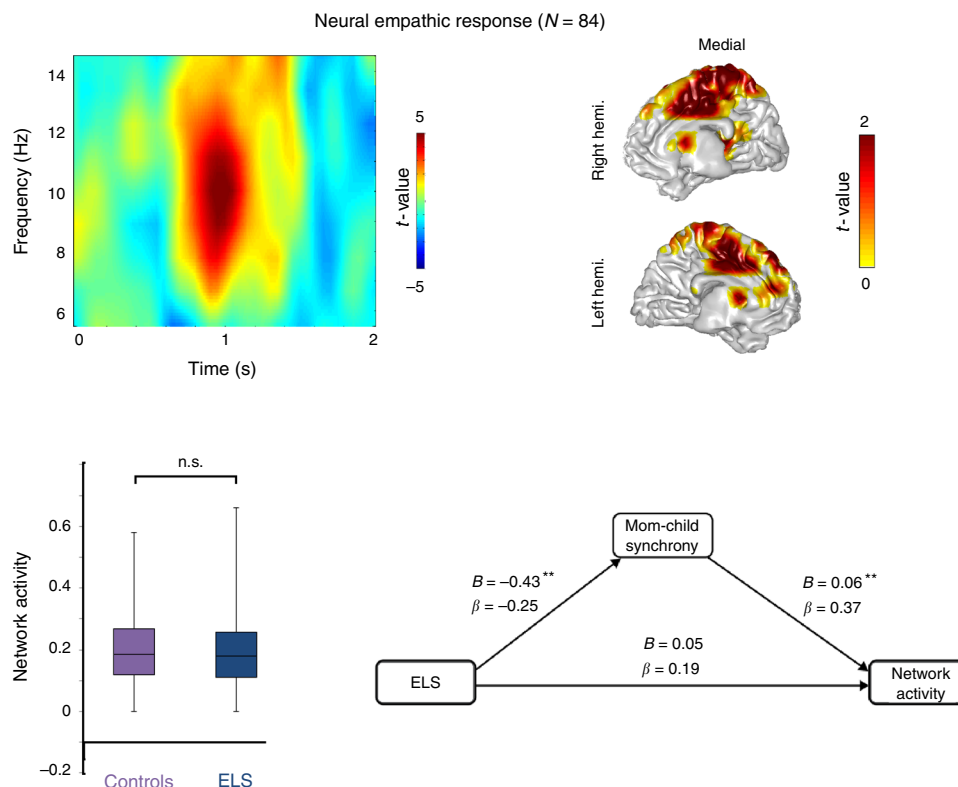 Neural empathic response (N = 84)
Frequency (Hz)
14
12
10
8
6
0
1
2
Time (s)
5
t-value
−5
Medial
Right hemi.
Left hemi.
2
t-value
0
n.s.
Network activity
0.6
0.4
0.2
0
−0.2
Controls
ELS
Mom-child
synchrony
B = −0.43 **
β = −0.25
B = 0.06 **
β = 0.37
B = 0.05
β = 0.19
ELS
Network
activity